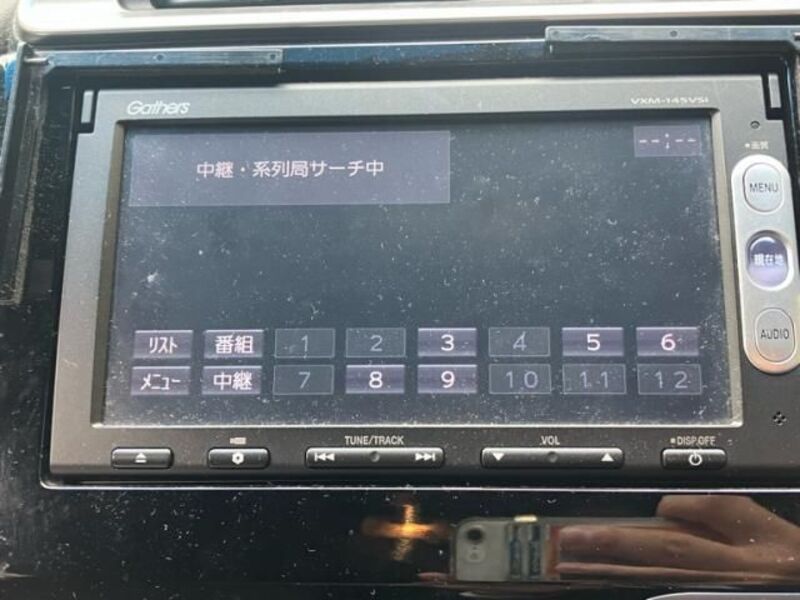 Gathers VXM-145VSi
中継・系列局サーチ中 --:--
画質
MENU
現在地
AUDIO
リスト 番組 1 2 3 4 5 6
メニュー 中継 7 8 9 10 11 12
TUNE/TRACK VOL DISP.OFF